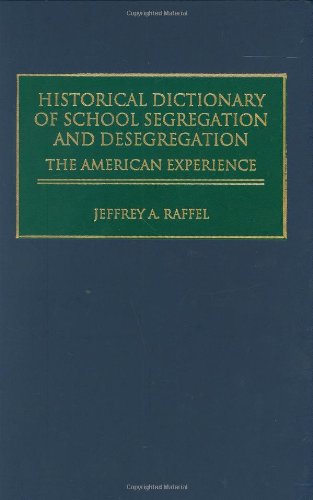 HISTORICAL DICTIONARY
OF SCHOOL SEGREGATION
AND DESEGREGATION
THE AMERICAN EXPERIENCE
JEFFREY A. RAFFEL